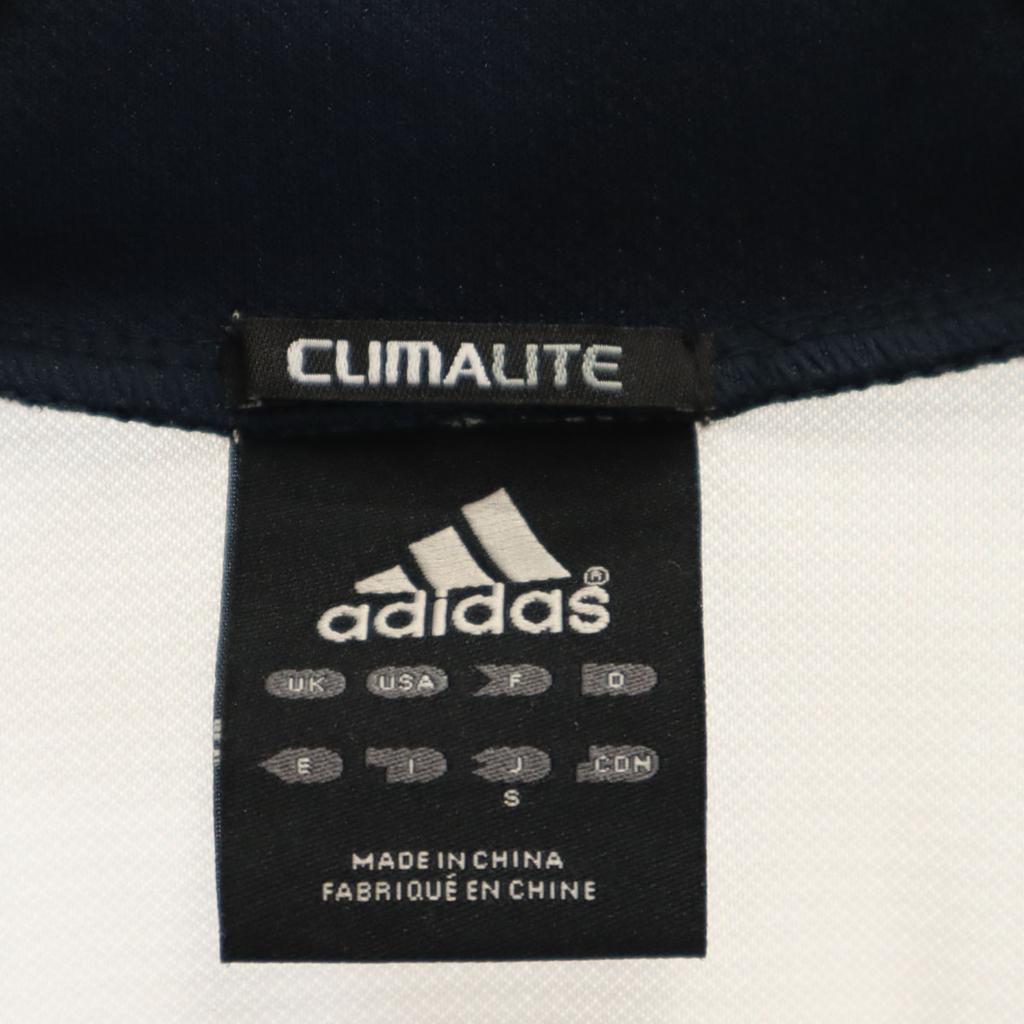 CLIMALITE
adidas®
UK USA F D
E I J CDN
S
MADE IN CHINA
FABRIQUÉ EN CHINE